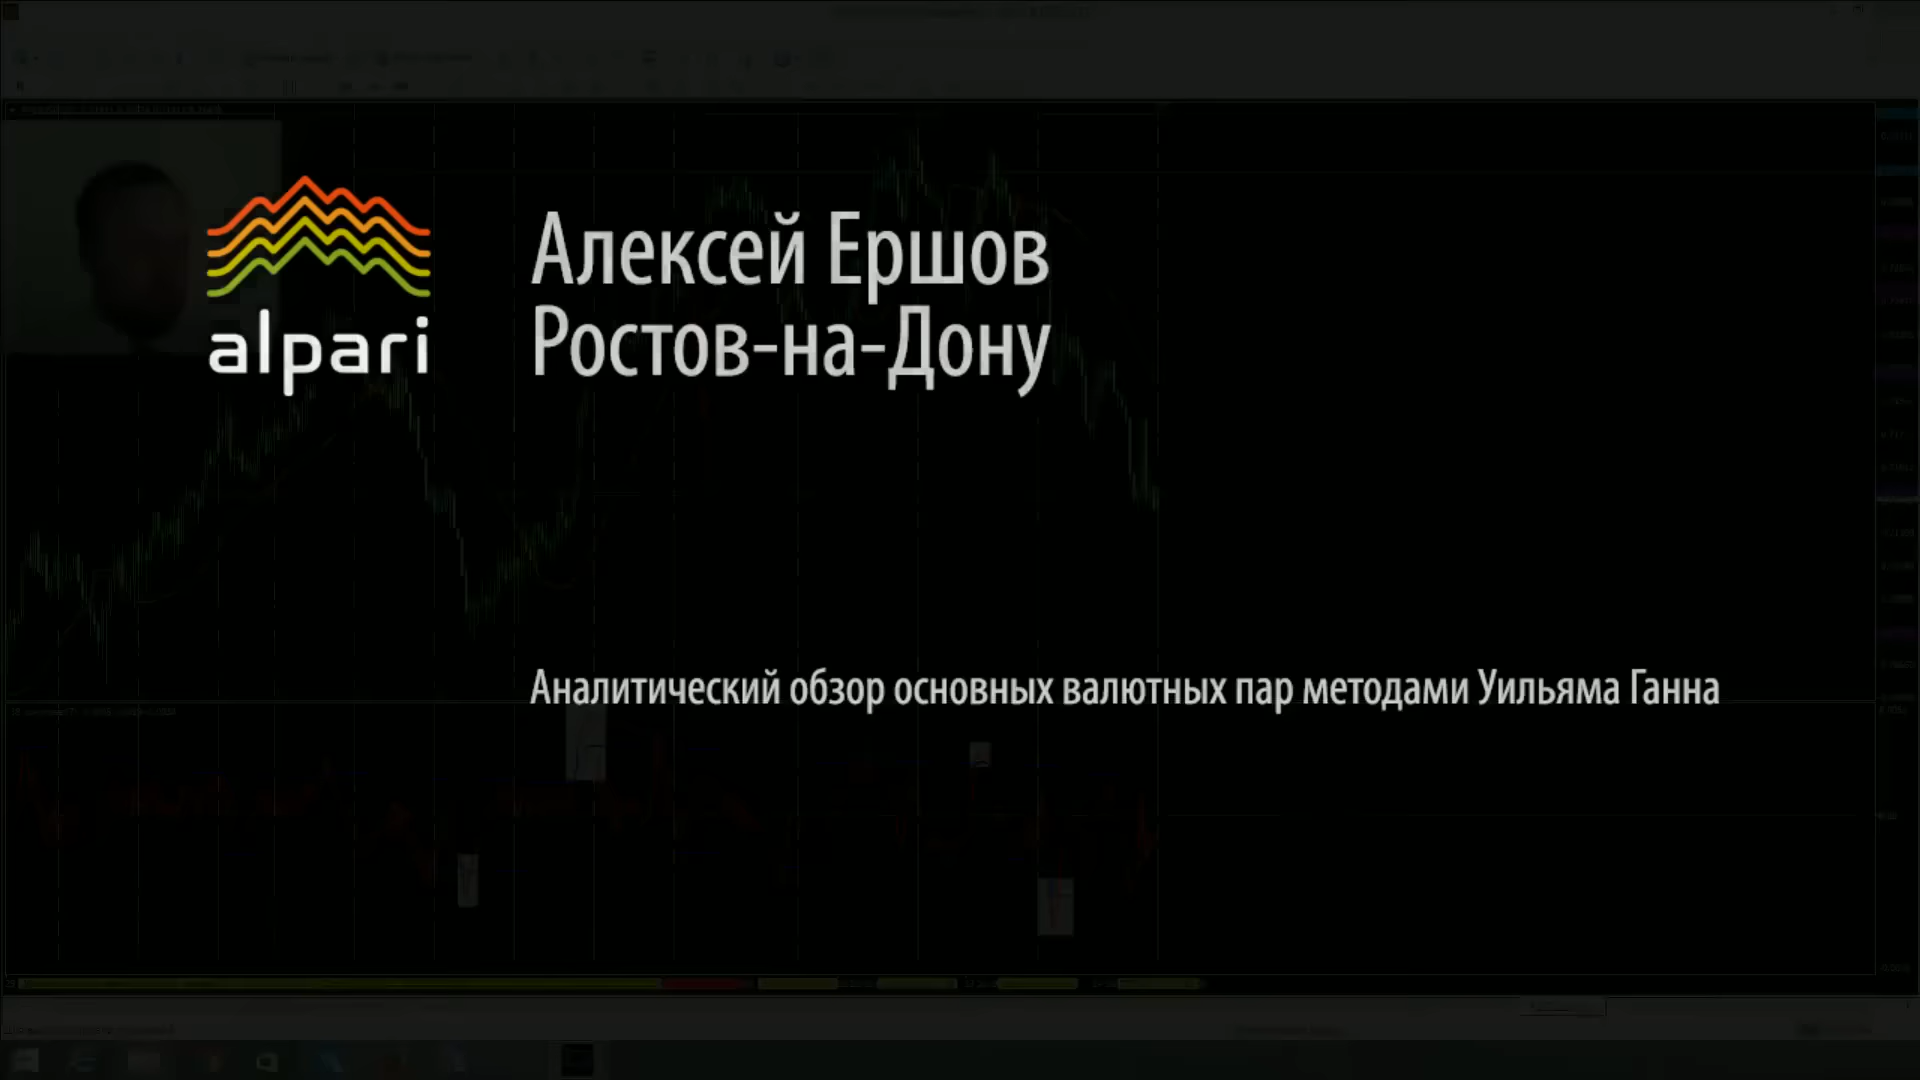 alpari
Алексей Ершов
Ростов-на-Дону
Аналитический обзор основных валютных пар методами Уильяма Ганна